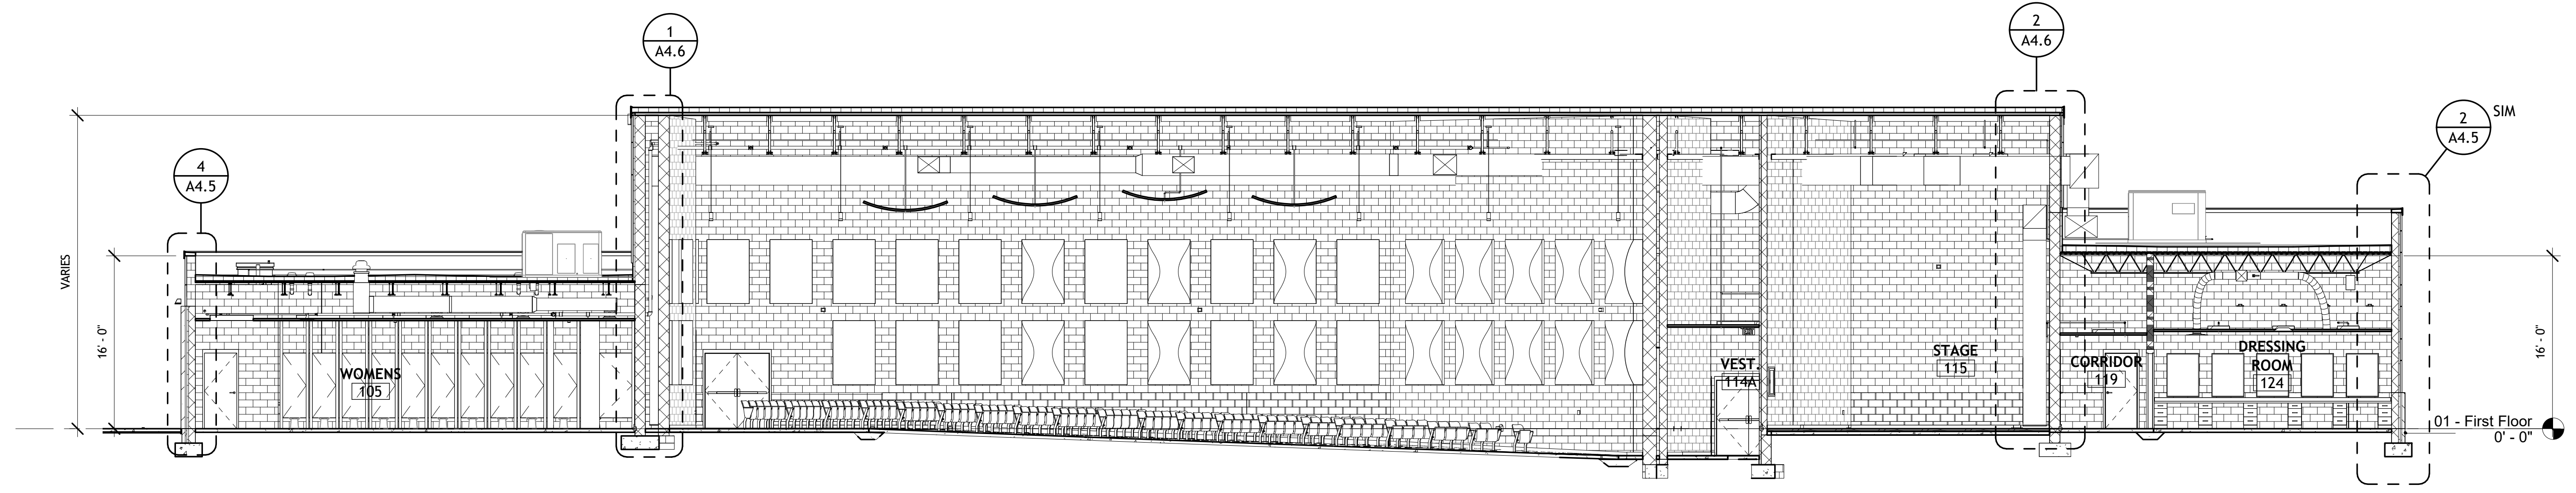 1
A4.6
2
A4.6
2
A4.5
SIM
4
A4.5
VARIES
16' - 0"
16' - 0"
WOMENS
105
VEST.
114A
STAGE
115
CORRIDOR
119
DRESSING
ROOM
124
01 - First Floor
0' - 0"